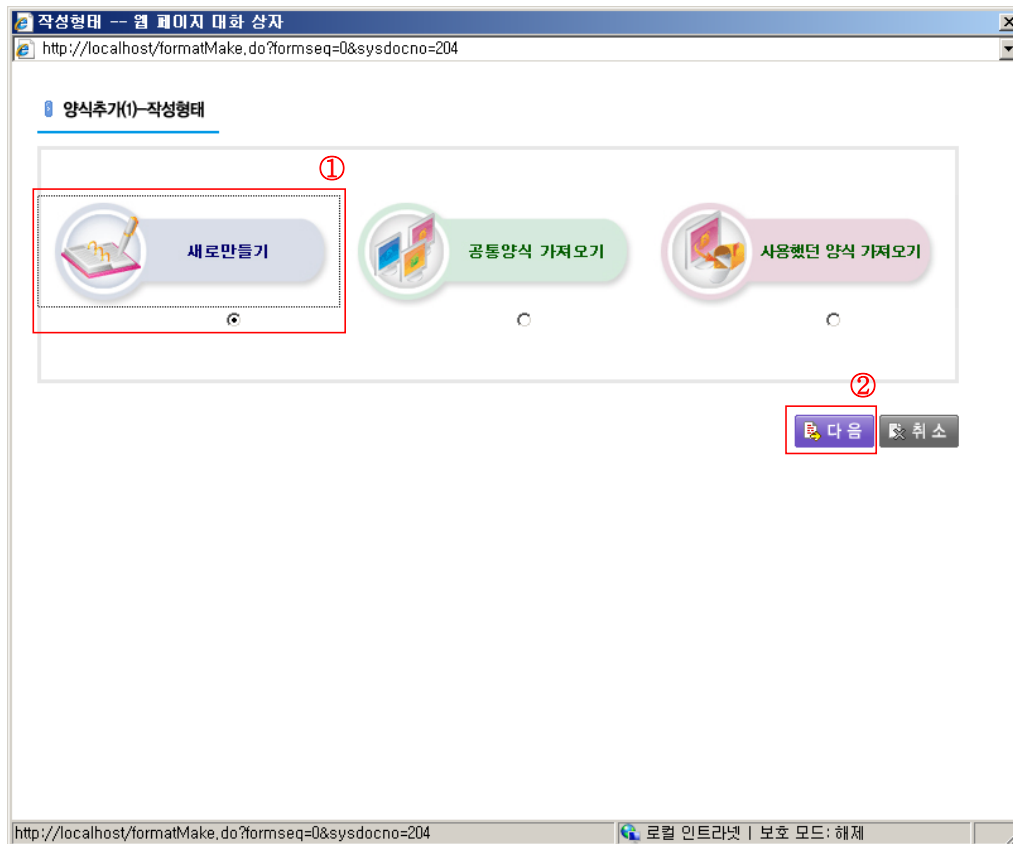 작성형태 -- 웹 페이지 대화 상자
http://localhost/formatMake.do?formseq=0&sysdocno=204
양식추가(1)-작성형태
①
새로만들기
공통양식 가져오기
사용했던 양식 가져오기
②
다음
취소
http://localhost/formatMake.do?formseq=0&sysdocno=204
로컬 인트라넷 | 보호 모드: 해제